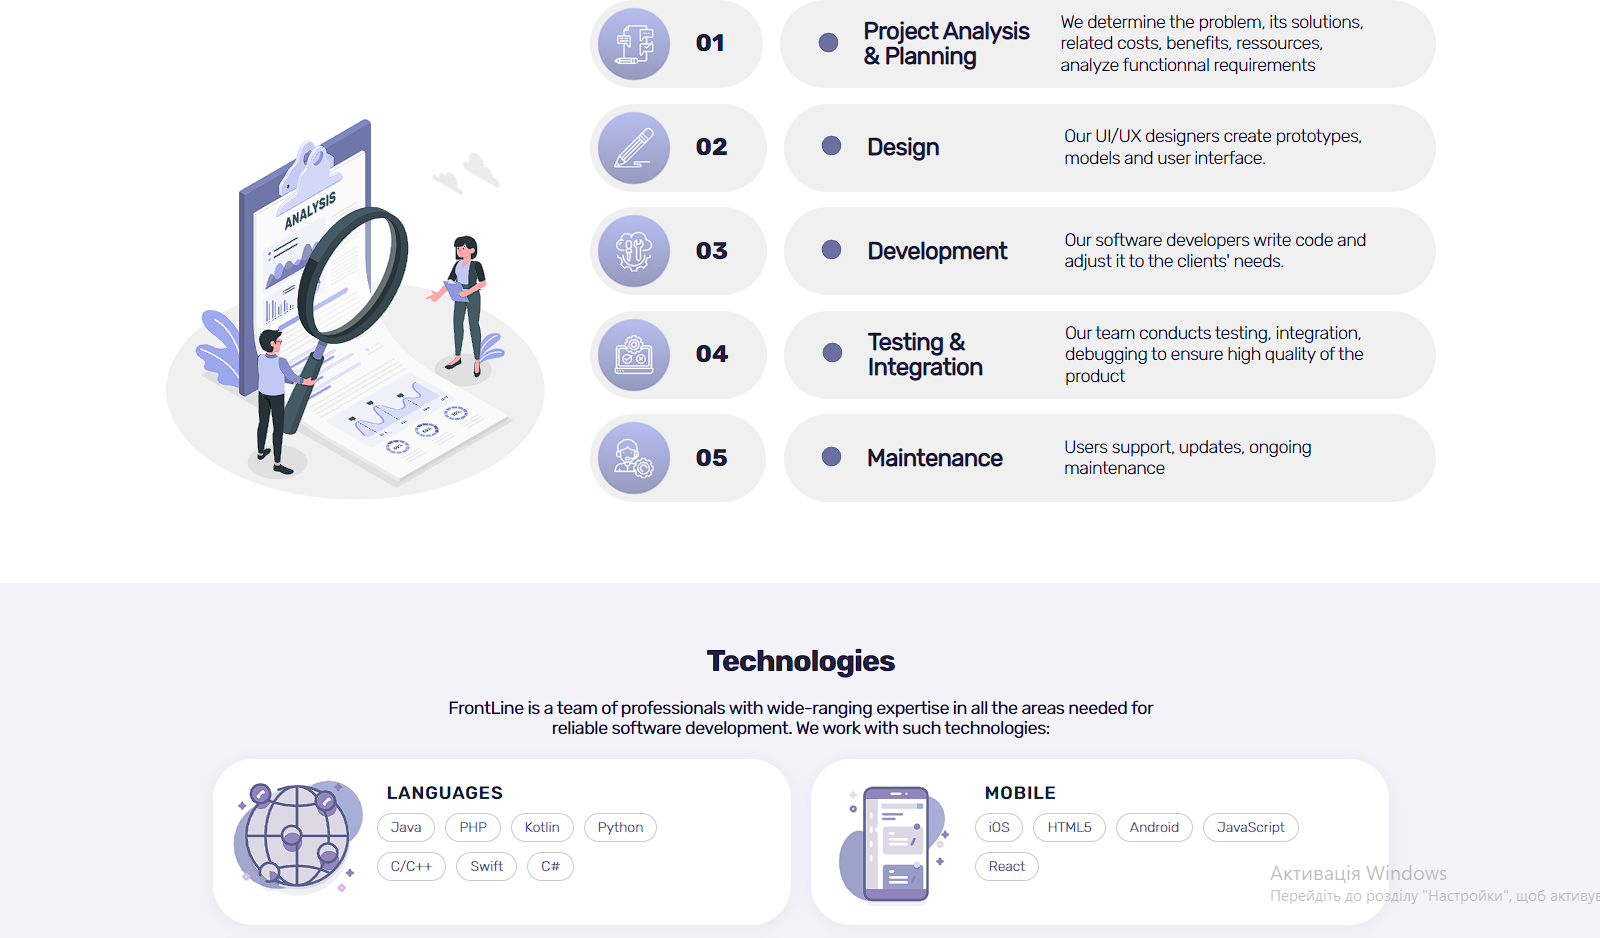 01
Project Analysis
& Planning
We determine the problem, its solutions,
related costs, benefits, ressources,
analyze functionnal requirements
02
Design
Our UI/UX designers create prototypes,
models and user interface.
03
Development
Our software developers write code and
adjust it to the clients' needs.
04
Testing &
Integration
Our team conducts testing, integration,
debugging to ensure high quality of the
product
05
Maintenance
Users support, updates, ongoing
maintenance
ANALYSIS
Technologies
FrontLine is a team of professionals with wide-ranging expertise in all the areas needed for
reliable software development. We work with such technologies:
LANGUAGES
Java PHP Kotlin Python
C/C++ Swift C#
MOBILE
iOS HTML5 Android JavaScript
React
Активація Windows
Перейдіть до розділу "Настройки", щоб активув